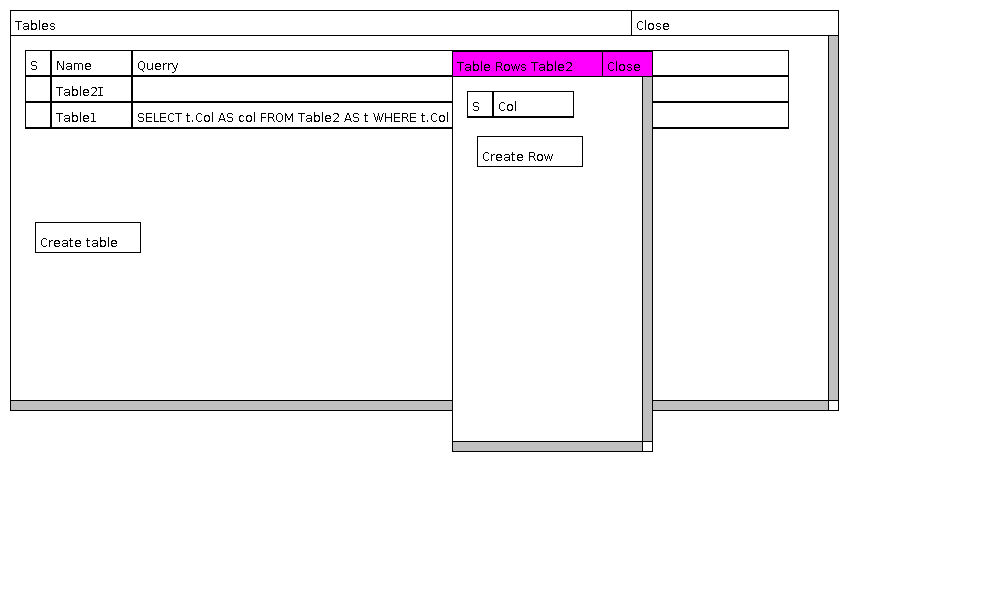 Tables Close
S Name Querry
Table2I
Table1 SELECT t.Col AS col FROM Table2 AS t WHERE t.Col
Create table
Table Rows Table2 Close
S Col
Create Row